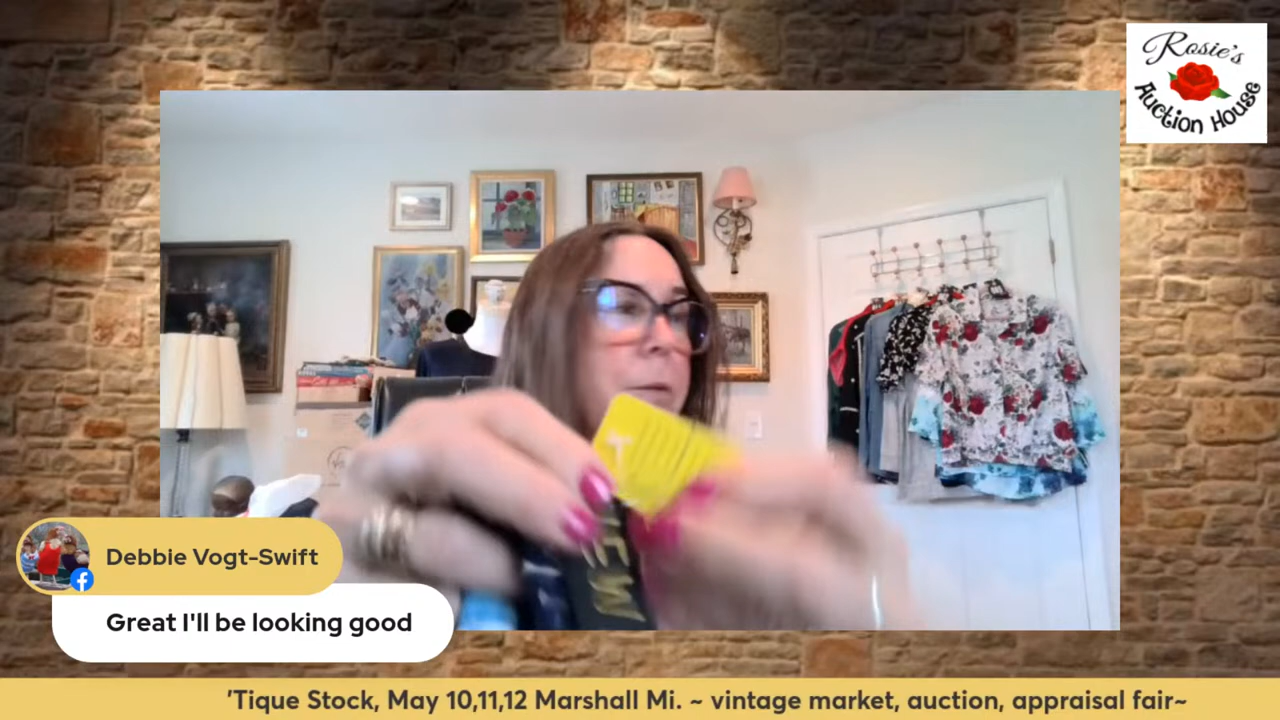 Rosie's
Auction House
Debbie Vogt-Swift
Great I'll be looking good
'Tique Stock, May 10,11,12 Marshall Mi. ~ vintage market, auction, appraisal fair~